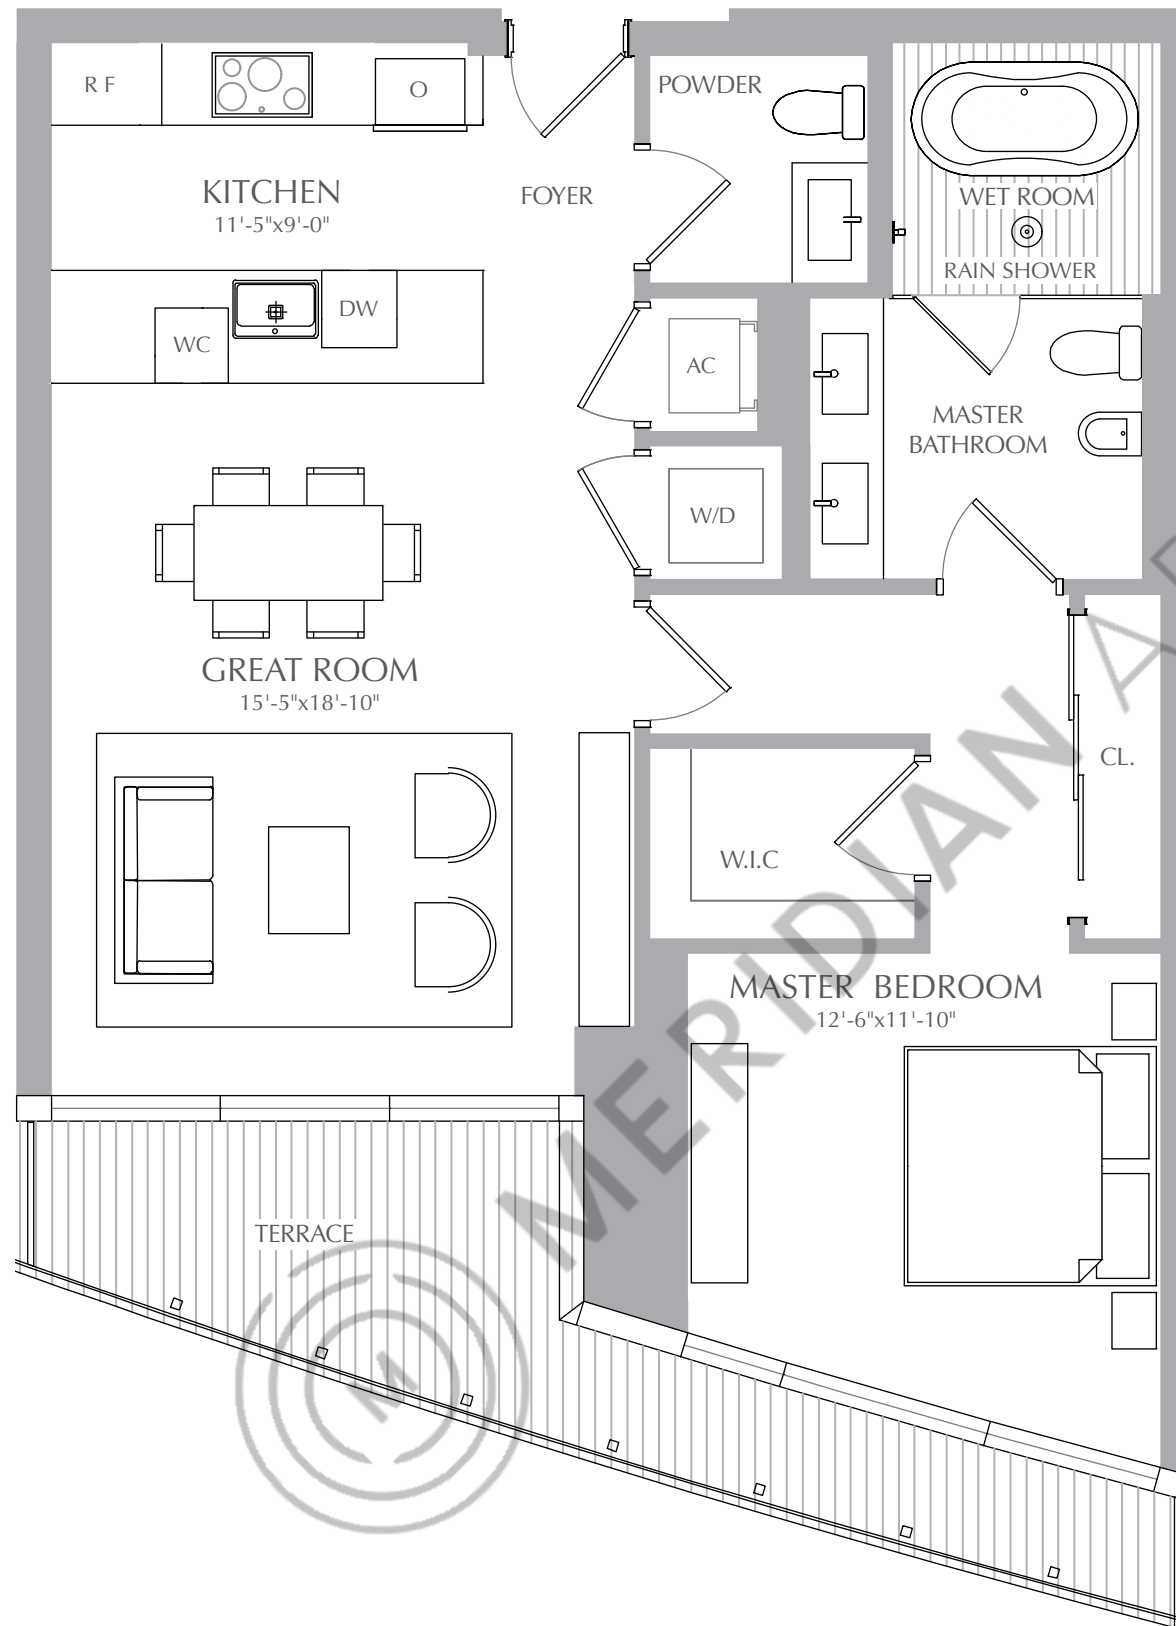 R F
O
POWDER
KITCHEN
11'-5"x9'-0"
FOYER
WET ROOM
RAIN SHOWER
WC
DW
AC
MASTER
BATHROOM
W/D
GREAT ROOM
15'-5"x18'-10"
CL.
W.I.C
MASTER BEDROOM
12'-6"x11'-10"
TERRACE
M
MERIDIAN